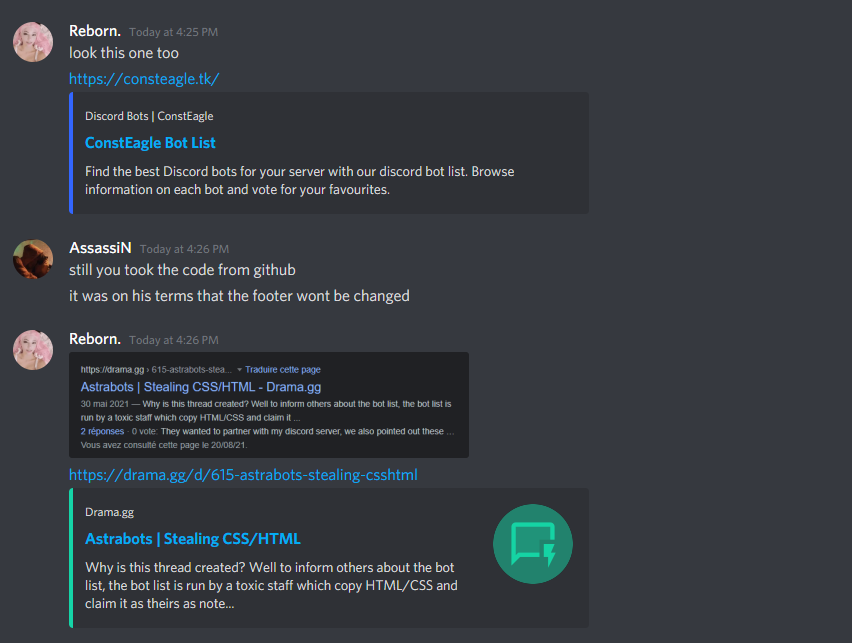 Reborn. Today at 4:25 PM
look this one too
https://consteagle.tk/
Discord Bots | ConstEagle
ConstEagle Bot List
Find the best Discord bots for your server with our discord bot list. Browse
information on each bot and vote for your favourites.
AssassiN Today at 4:26 PM
still you took the code from github
it was on his terms that the footer wont be changed
Reborn. Today at 4:26 PM
https://drama.gg › 615-astrabots-stea... Traduire cette page
Astrabots | Stealing CSS/HTML - Drama.gg
30 mai 2021 — Why is this thread created? Well to inform others about the bot list, the bot list is
run by a toxic staff which copy HTML/CSS and claim it ...
2 réponses · 0 vote: They wanted to partner with my discord server, we also pointed out these ...
Vous avez consulté cette page le 20/08/21.
https://drama.gg/d/615-astrabots-stealing-csshtml
Drama.gg
Astrabots | Stealing CSS/HTML
Why is this thread created? Well to inform others about the bot
list, the bot list is run by a toxic staff which copy HTML/CSS and
claim it as theirs as note...